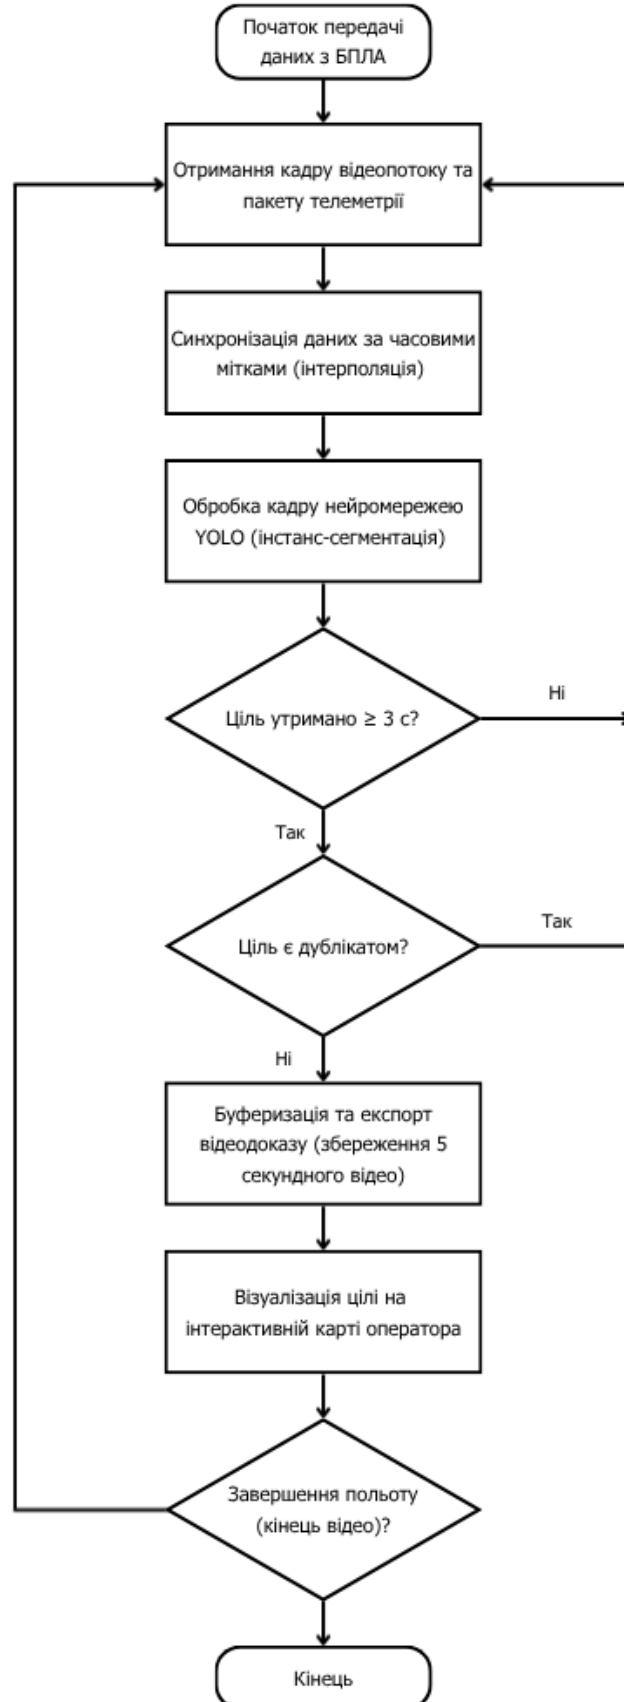 Початок передачі
даних з БПЛА
Отримання кадру відеопотоку та
пакету телеметрії
Синхронізація даних за часовими
мітками (інтерполяція)
Обробка кадру нейромережею
YOLO (інстанс-сегментація)
Ціль утримано ≥ 3 с?
Ні
Так
Ціль є дублікатом?
Так
Ні
Буферизація та експорт
відеодоказу (збереження 5
секундного відео)
Візуалізація цілі на
інтерактивній карті оператора
Завершення польоту
(кінець відео)?
Кінець